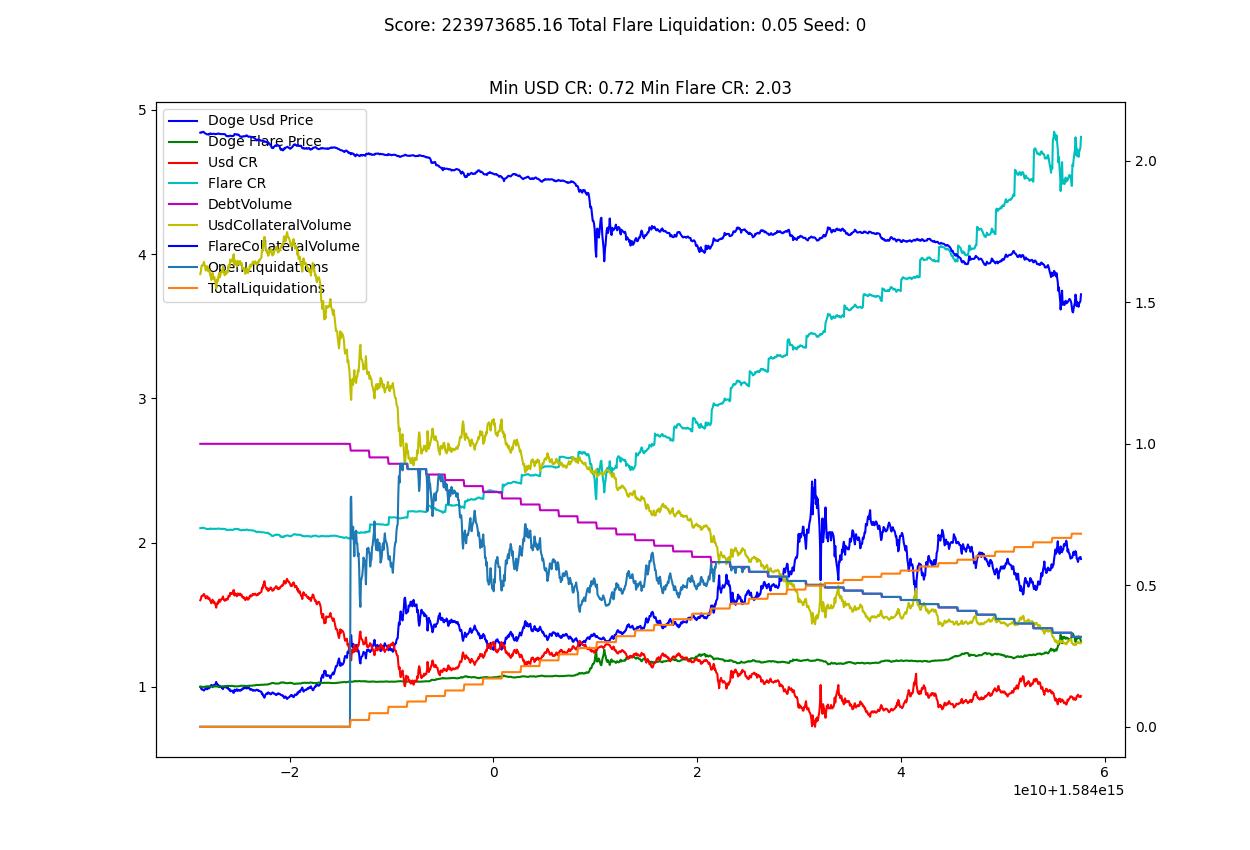 Score: 223973685.16 Total Flare Liquidation: 0.05 Seed: 0
Min USD CR: 0.72 Min Flare CR: 2.03
Doge Usd Price
Doge Flare Price
Usd CR
Flare CR
DebtVolume
UsdCollateralVolume
FlareCollateralVolume
OpenLiquidations
TotalLiquidations
5
4
3
2
1
2.0
1.5
1.0
0.5
0.0
−2
0
2
4
6
1e10+1.584e15